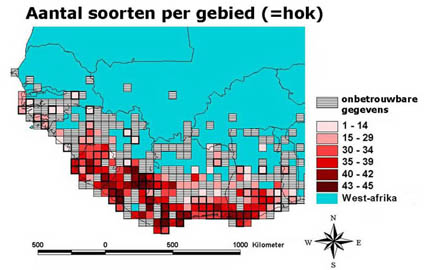 Aantal soorten per gebied (=hok)
onbetrouwbare
gegevens
1 - 14
15 - 29
30 - 34
35 - 39
40 - 42
43 - 45
West-afrika
N
W E
S
500 0 500 1000 Kilometer